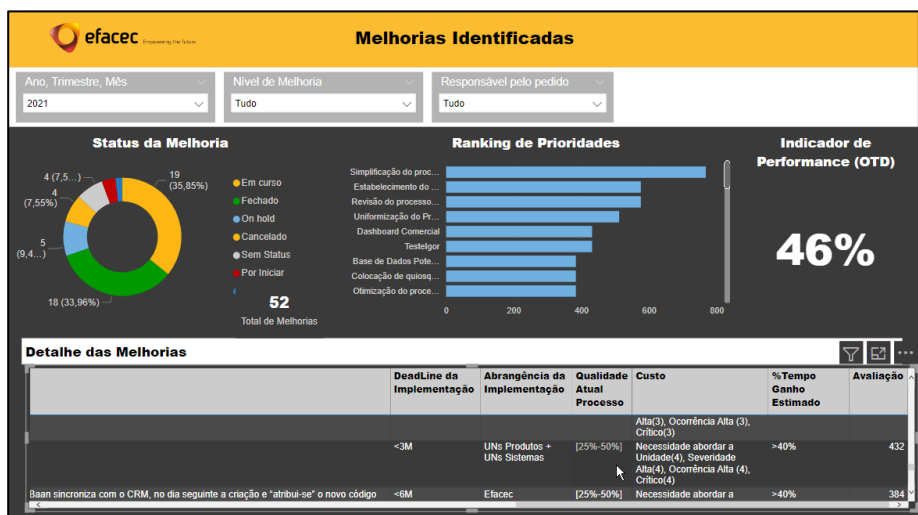 efacec Empowering the future
Melhorias Identificadas
Ano, Trimestre, Mês
2021
Nível de Melhoria
Tudo
Responsável pelo pedido
Tudo
Status da Melhoria
19
(35,85%)
18 (33,96%)
5
(9,4...)
4
(7,55%)
4 (7,5...)
Em curso
Fechado
On hold
Cancelado
Sem Status
Por Iniciar
52
Total de Melhorias
Ranking de Prioridades
Simplificação do proc...
Estabelecimento do ...
Revisão do processo...
Uniformização do Pr...
Dashboard Comercial
Testelgor
Base de Dados Pote...
Colocação de quiosq...
Otimização do proce...
0 200 400 600 800
Indicador de
Performance (OTD)
46%
Detalhe das Melhorias
DeadLine da
Implementação
Abrangência da
Implementação
Qualidade
Atual
Processo
Custo
%Tempo
Ganho
Estimado
Avaliação
Alta(3), Ocorrência Alta (3),
Crítico(3)
<3M
UNs Produtos +
UNs Sistemas
[25%-50%]
Necessidade abordar a
Unidade(4), Severidade
Alta(4), Ocorrência Alta (4),
Crítico(4)
>40%
432
Baan sincroniza com o CRM, no dia seguinte a criação e "atribui-se" o novo código
<6M
Efacec
[25%-50%]
Necessidade abordar a
>40%
384